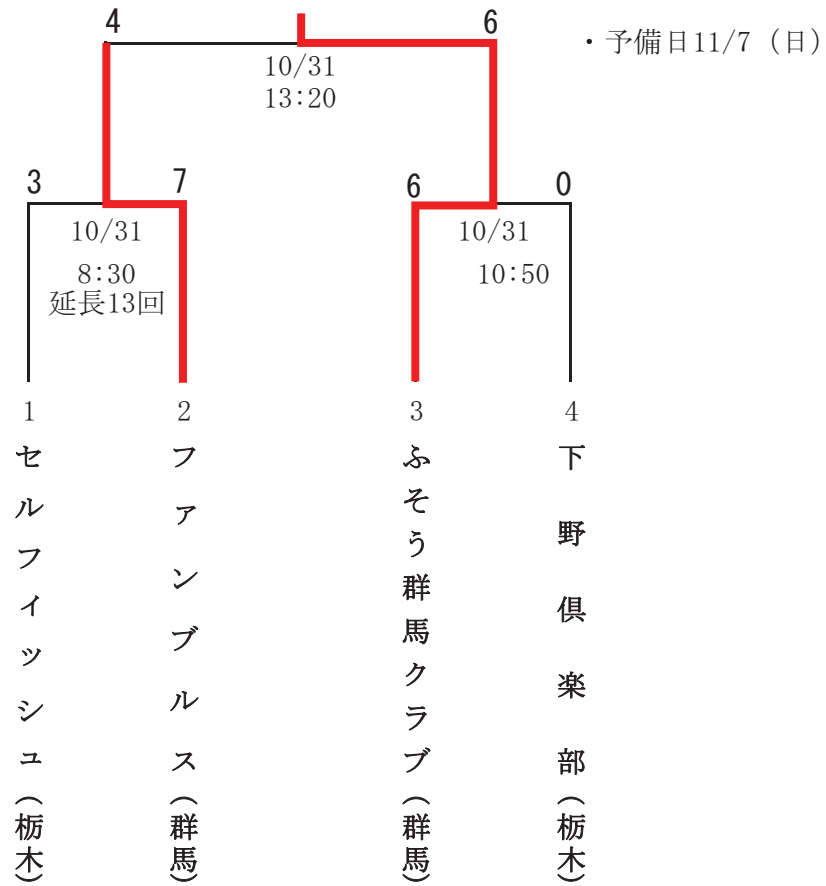 4
6
・予備日11/7（日）
10/31
13:20
3
7
6
0
10/31
8:30
延長13回
10/31
10:50
1
2
3
4
セルフィッシュ（栃木）
ファンブルス（群馬）
ふそう群馬クラブ（群馬）
下野倶楽部（栃木）